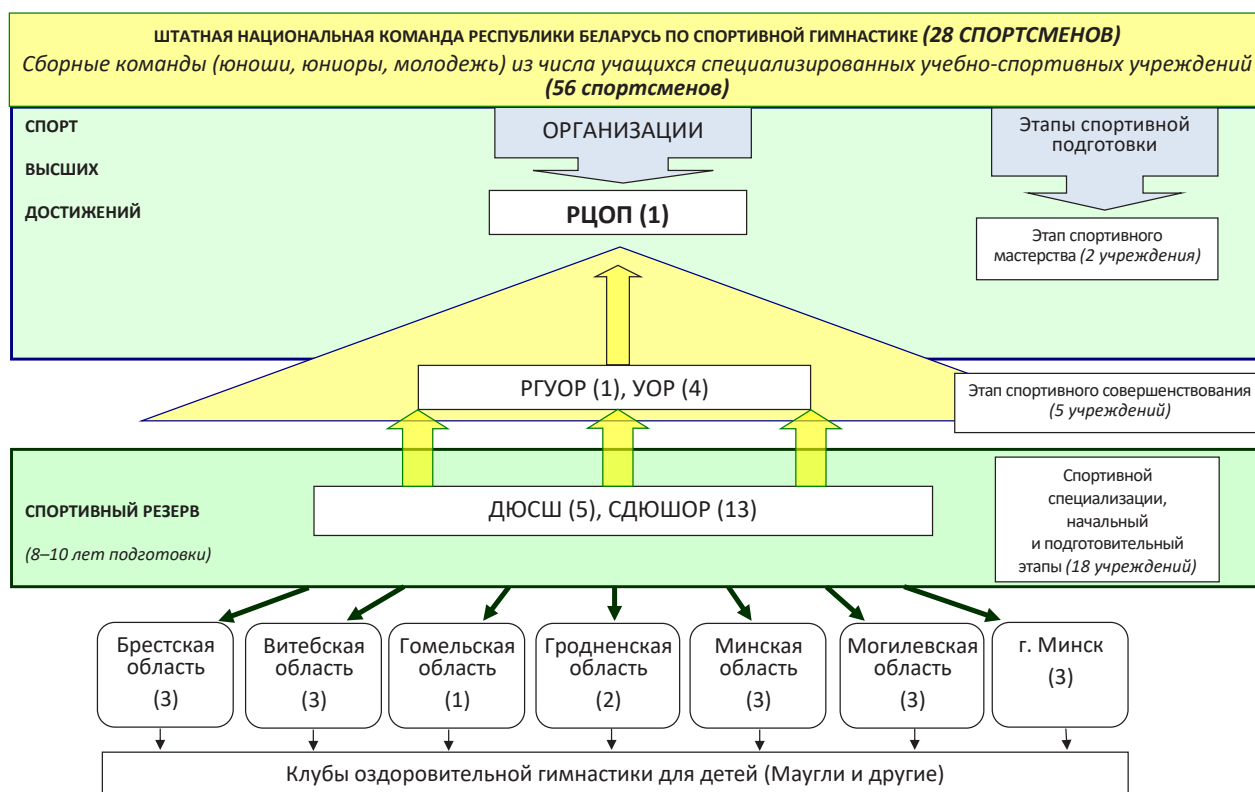 ШТАТНАЯ НАЦИОНАЛЬНАЯ КОМАНДА РЕСПУБЛИКИ БЕЛАРУСЬ ПО СПОРТИВНОЙ ГИМНАСТИКЕ (28 СПОРТСМЕНОВ)
Сборные команды (юноши, юниоры, молодежь) из числа учащихся специализированных учебно-спортивных учреждений
(56 спортсменов)
СПОРТ
ВЫСШИХ
ДОСТИЖЕНИЙ
ОРГАНИЗАЦИИ
РЦОП (1)
Этапы спортивной
подготовки
Этап спортивного
мастерства (2 учреждения)
РГУОР (1), УОР (4)
Этап спортивного совершенствования
(5 учреждений)
СПОРТИВНЫЙ РЕЗЕРВ
(8–10 лет подготовки)
ДЮСШ (5), СДЮШОР (13)
Спортивной
специализации,
начальный
и подготовительный
этапы (18 учреждений)
Брестская
область
(3)
Витебская
область
(3)
Гомельская
область
(1)
Гродненская
область
(2)
Минская
область
(3)
Могилевская
область
(3)
г. Минск
(3)
Клубы оздоровительной гимнастики для детей (Маугли и другие)